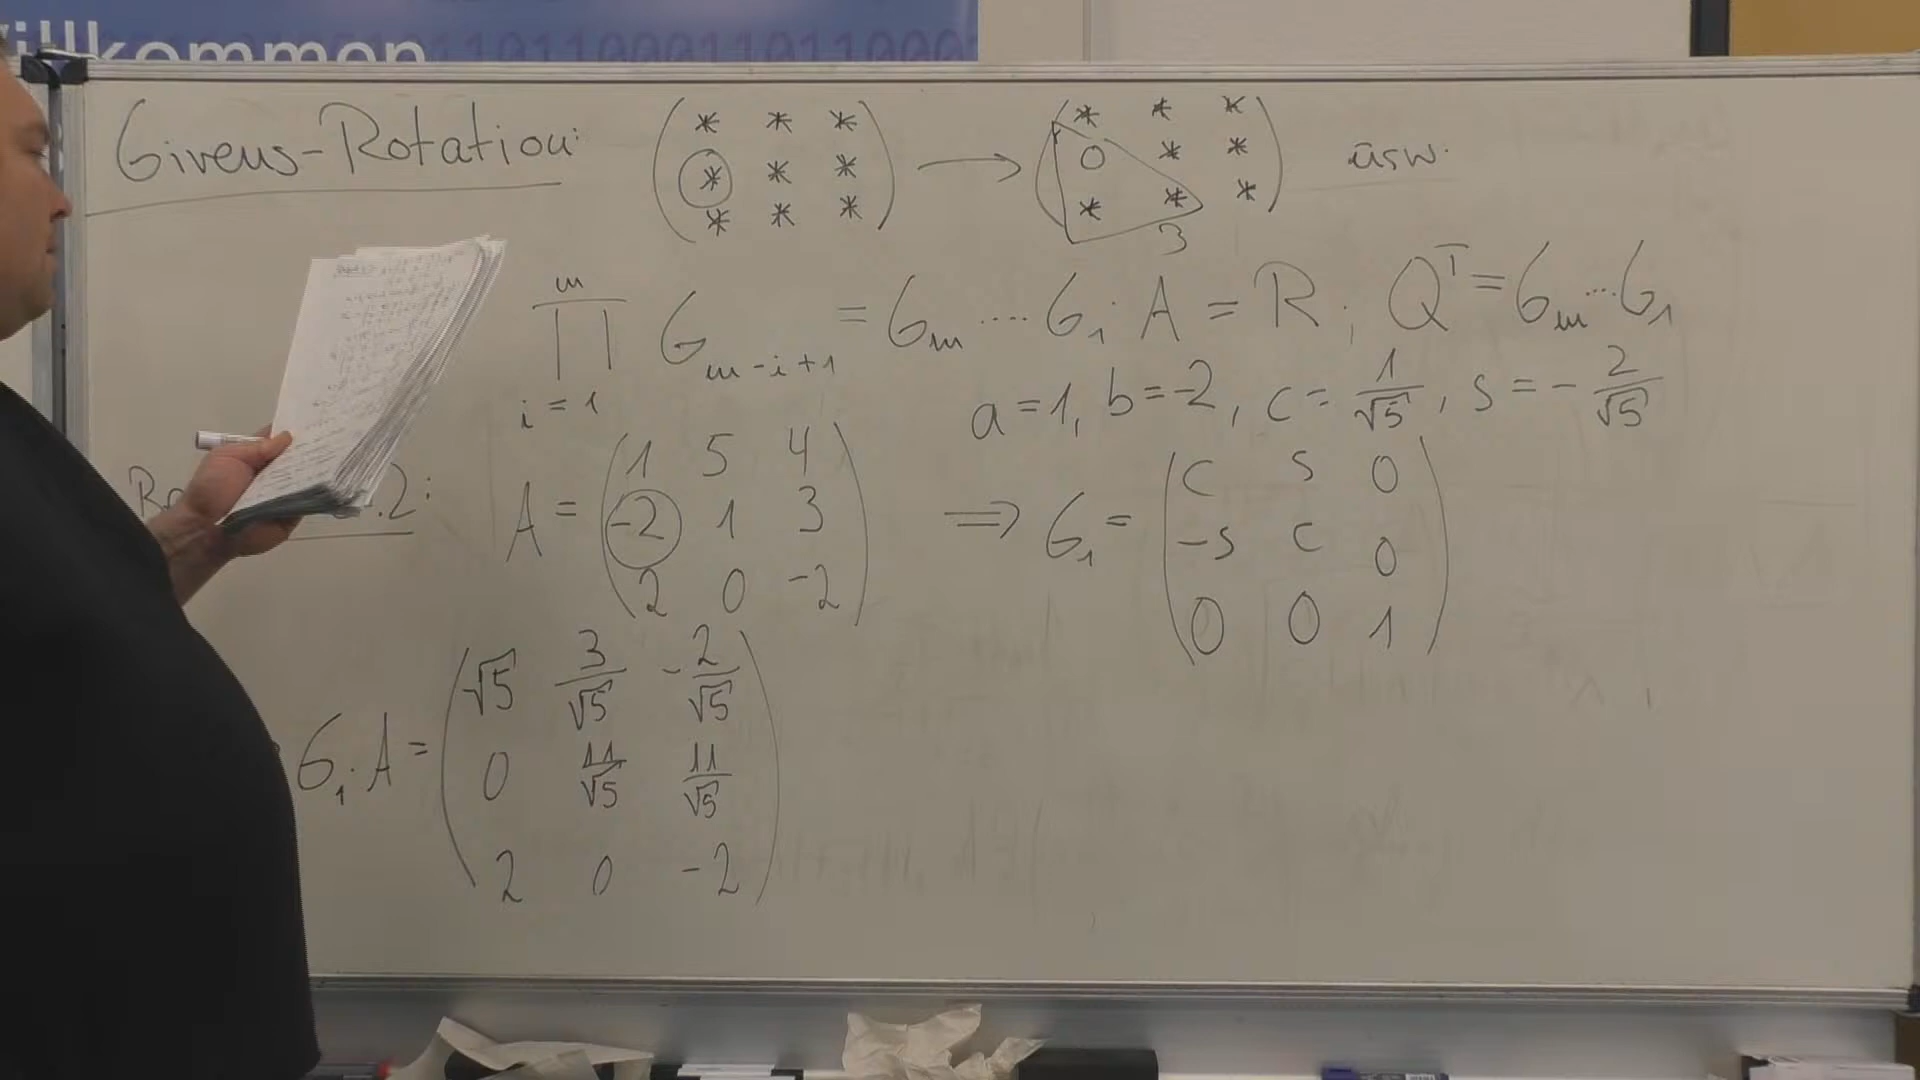 illkommen
Givens-Rotation: ( * * * ; * * * ; * * * ) → ( * * * ; 0 * * ; * * * ) usw.
3
m
∏ G_{m-i+1} = G_m .... G_1 · A = R ; Q^T = G_m ... G_1
i = 1
a = 1, b = -2, c = 1/√5, s = - 2/√5
.2: A = ( 1 5 4 ; -2 1 3 ; 2 0 -2 ) ⇒ G_1 = ( c s 0 ; -s c 0 ; 0 0 1 )
G_1 · A = ( √5 3/√5 -2/√5 ; 0 11/√5 11/√5 ; 2 0 -2 )